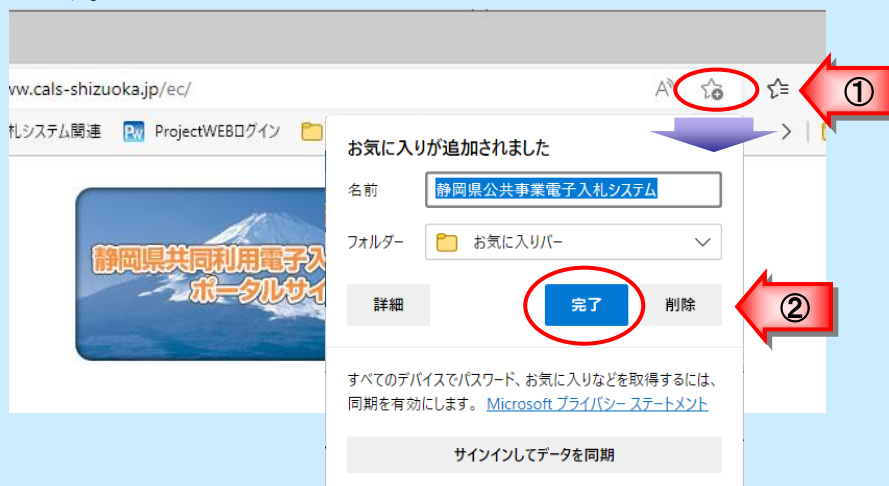 ww.cals-shizuoka.jp/ec/
①
札システム関連 ProjectWEBログイン
お気に入りが追加されました
名前 静岡県公共事業電子入札システム
フォルダー お気に入りバー
静岡県共同利用電子入
ポータルサイ
詳細 完了 削除
②
すべてのデバイスでパスワード、お気に入りなどを取得するには、
同期を有効にします。 Microsoft プライバシー ステートメント
サインインしてデータを同期